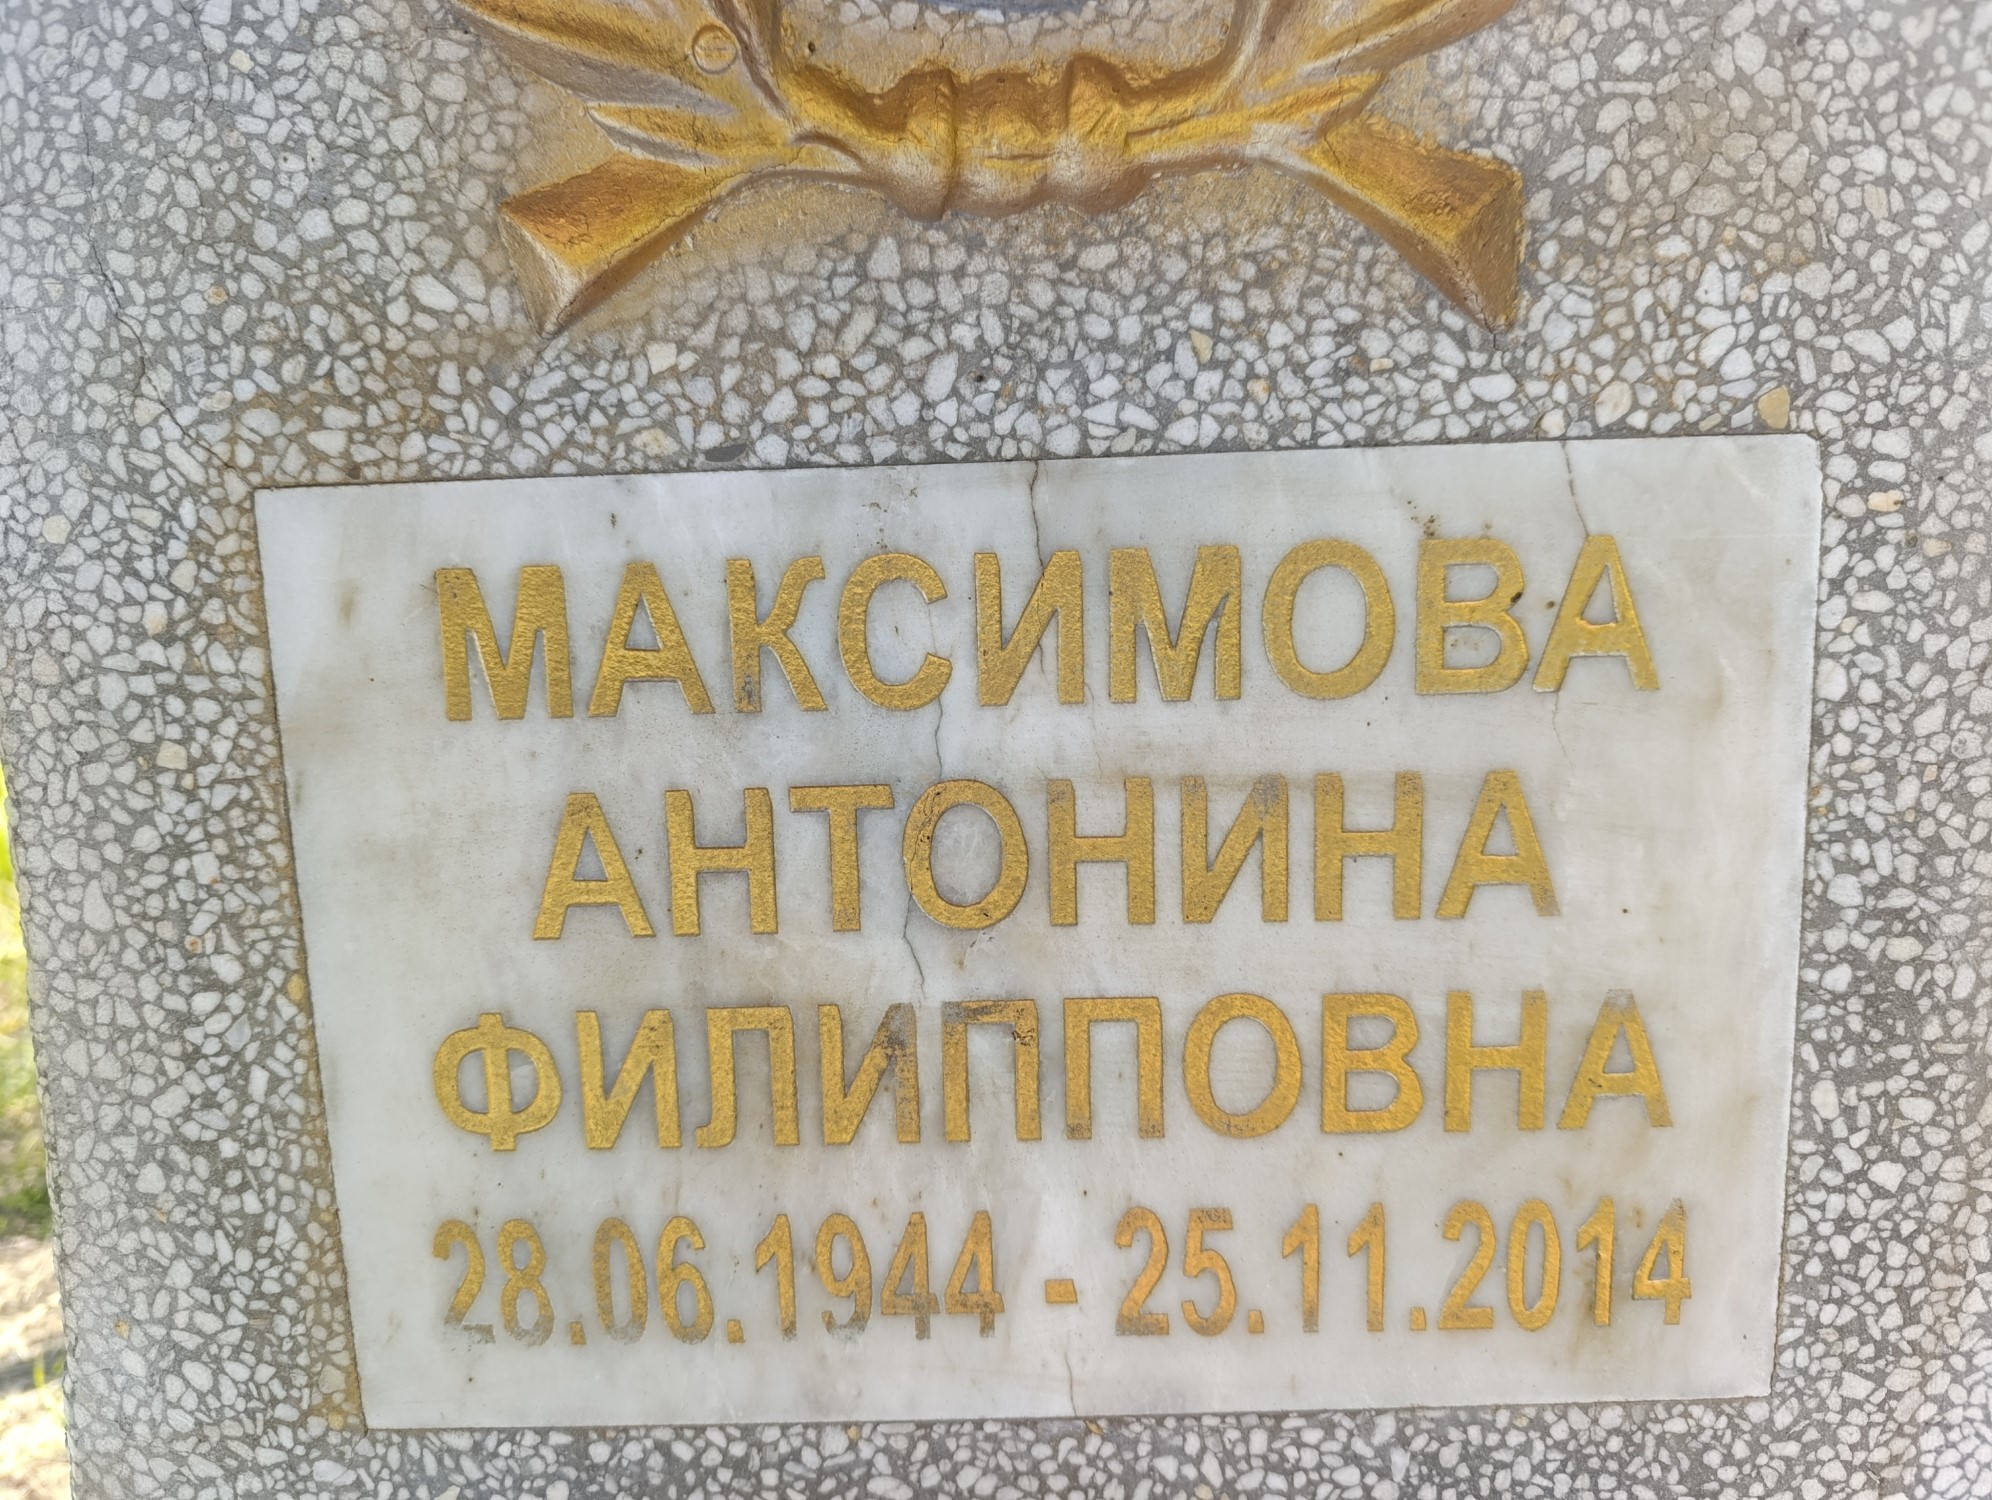 МАКСИМОВА
АНТОНИНА
ФИЛИППОВНА
28.06.1944 - 25.11.2014